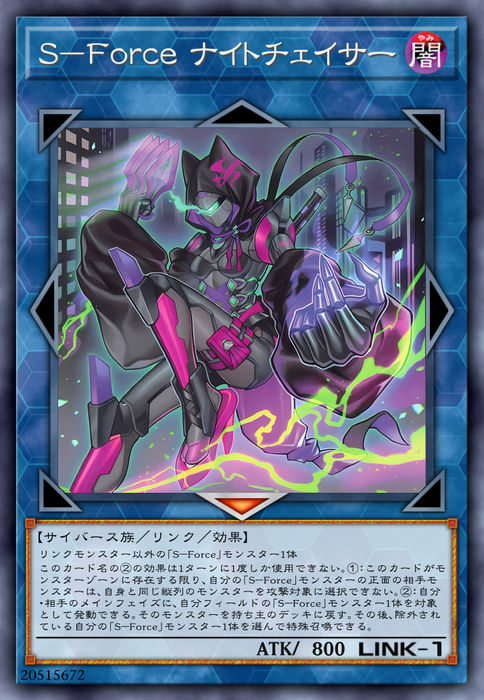 S-Force ナイトチェイサー
やみ
闇
【サイバース族/リンク/効果】
リンクモンスター以外の「S-Force」モンスター1体
このカード名の②の効果は1ターンに1度しか使用できない。①:このカードがモ
ンスターゾーンに存在する限り、自分の「S-Force」モンスターの正面の相手モ
ンスターは、自身と同じ縦列のモンスターを攻撃対象に選択できない。②:自分
・相手のメインフェイズに、自分フィールドの「S-Force」モンスター1体を対象
として発動できる。そのモンスターを持ち主のデッキに戻す。その後、除外され
ている自分の「S-Force」モンスター1体を選んで特殊召喚できる。
ATK/ 800 LINK-1
20515672